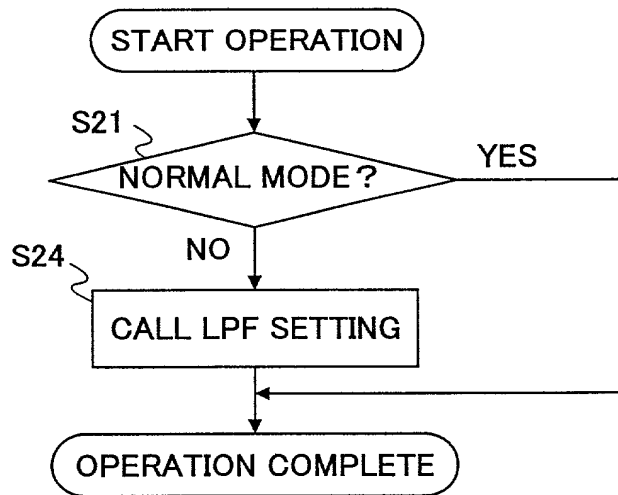 START OPERATION
S21
NORMAL MODE?
YES
NO
S24
CALL LPF SETTING
OPERATION COMPLETE